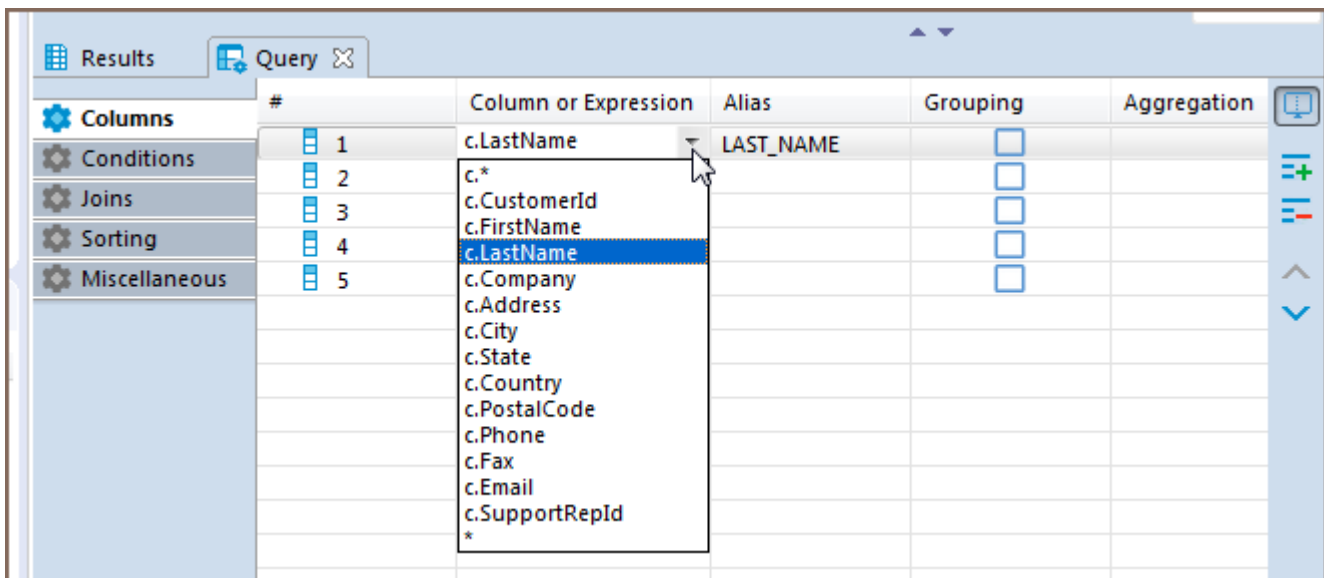 Results Query
# Column or Expression Alias Grouping Aggregation
Columns
1 c.LastName LAST_NAME
Conditions
2 c.*
c.CustomerId
Joins
3 c.FirstName
Sorting
4 c.LastName
Miscellaneous
5 c.Company
c.Address
c.City
c.State
c.Country
c.PostalCode
c.Phone
c.Fax
c.Email
c.SupportRepId
*